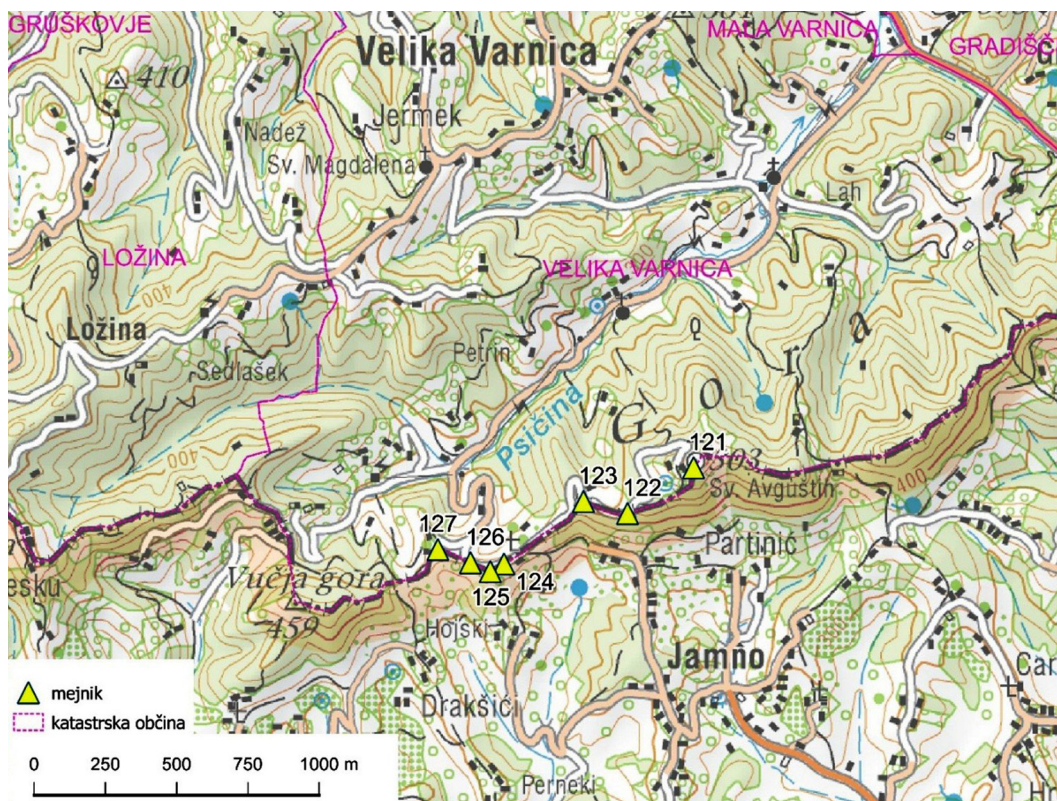 GRUŠKOVJE
Velika Varnica
MALA VARNICA
GRADIŠČ
G
410
Jermek
Nadež
Sv. Magdalena
Lah
LOŽINA
VELIKA VARNICA
400
Ložina
Petrin
Sedlašek
Psičina
G o r a
400
121
303
Sv. Avguštin
400
123
122
127
126
124
125
Partinić
esku
Vučja gora
459
Hojski
Jamno
Drakšići
Perneki
mejnik
katastrska občina
0 250 500 750 1000 m